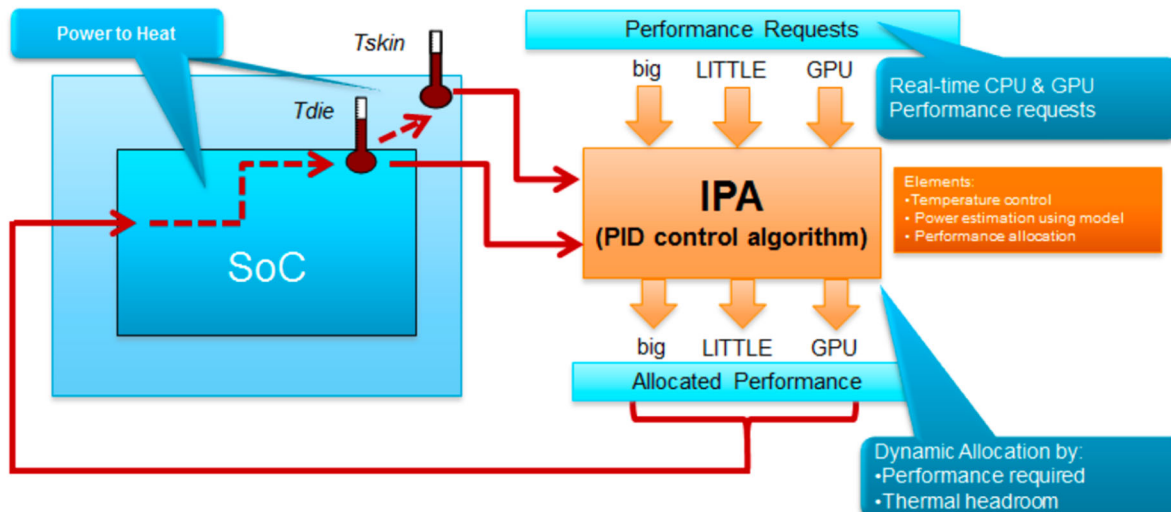 Power to Heat
Tskin
Tdie
SoC
Performance Requests
big LITTLE GPU
Real-time CPU & GPU
Performance requests
IPA
(PID control algorithm)
Elements:
•Temperature control
• Power estimation using model
• Performance allocation
big LITTLE GPU
Allocated Performance
Dynamic Allocation by:
•Performance required
•Thermal headroom